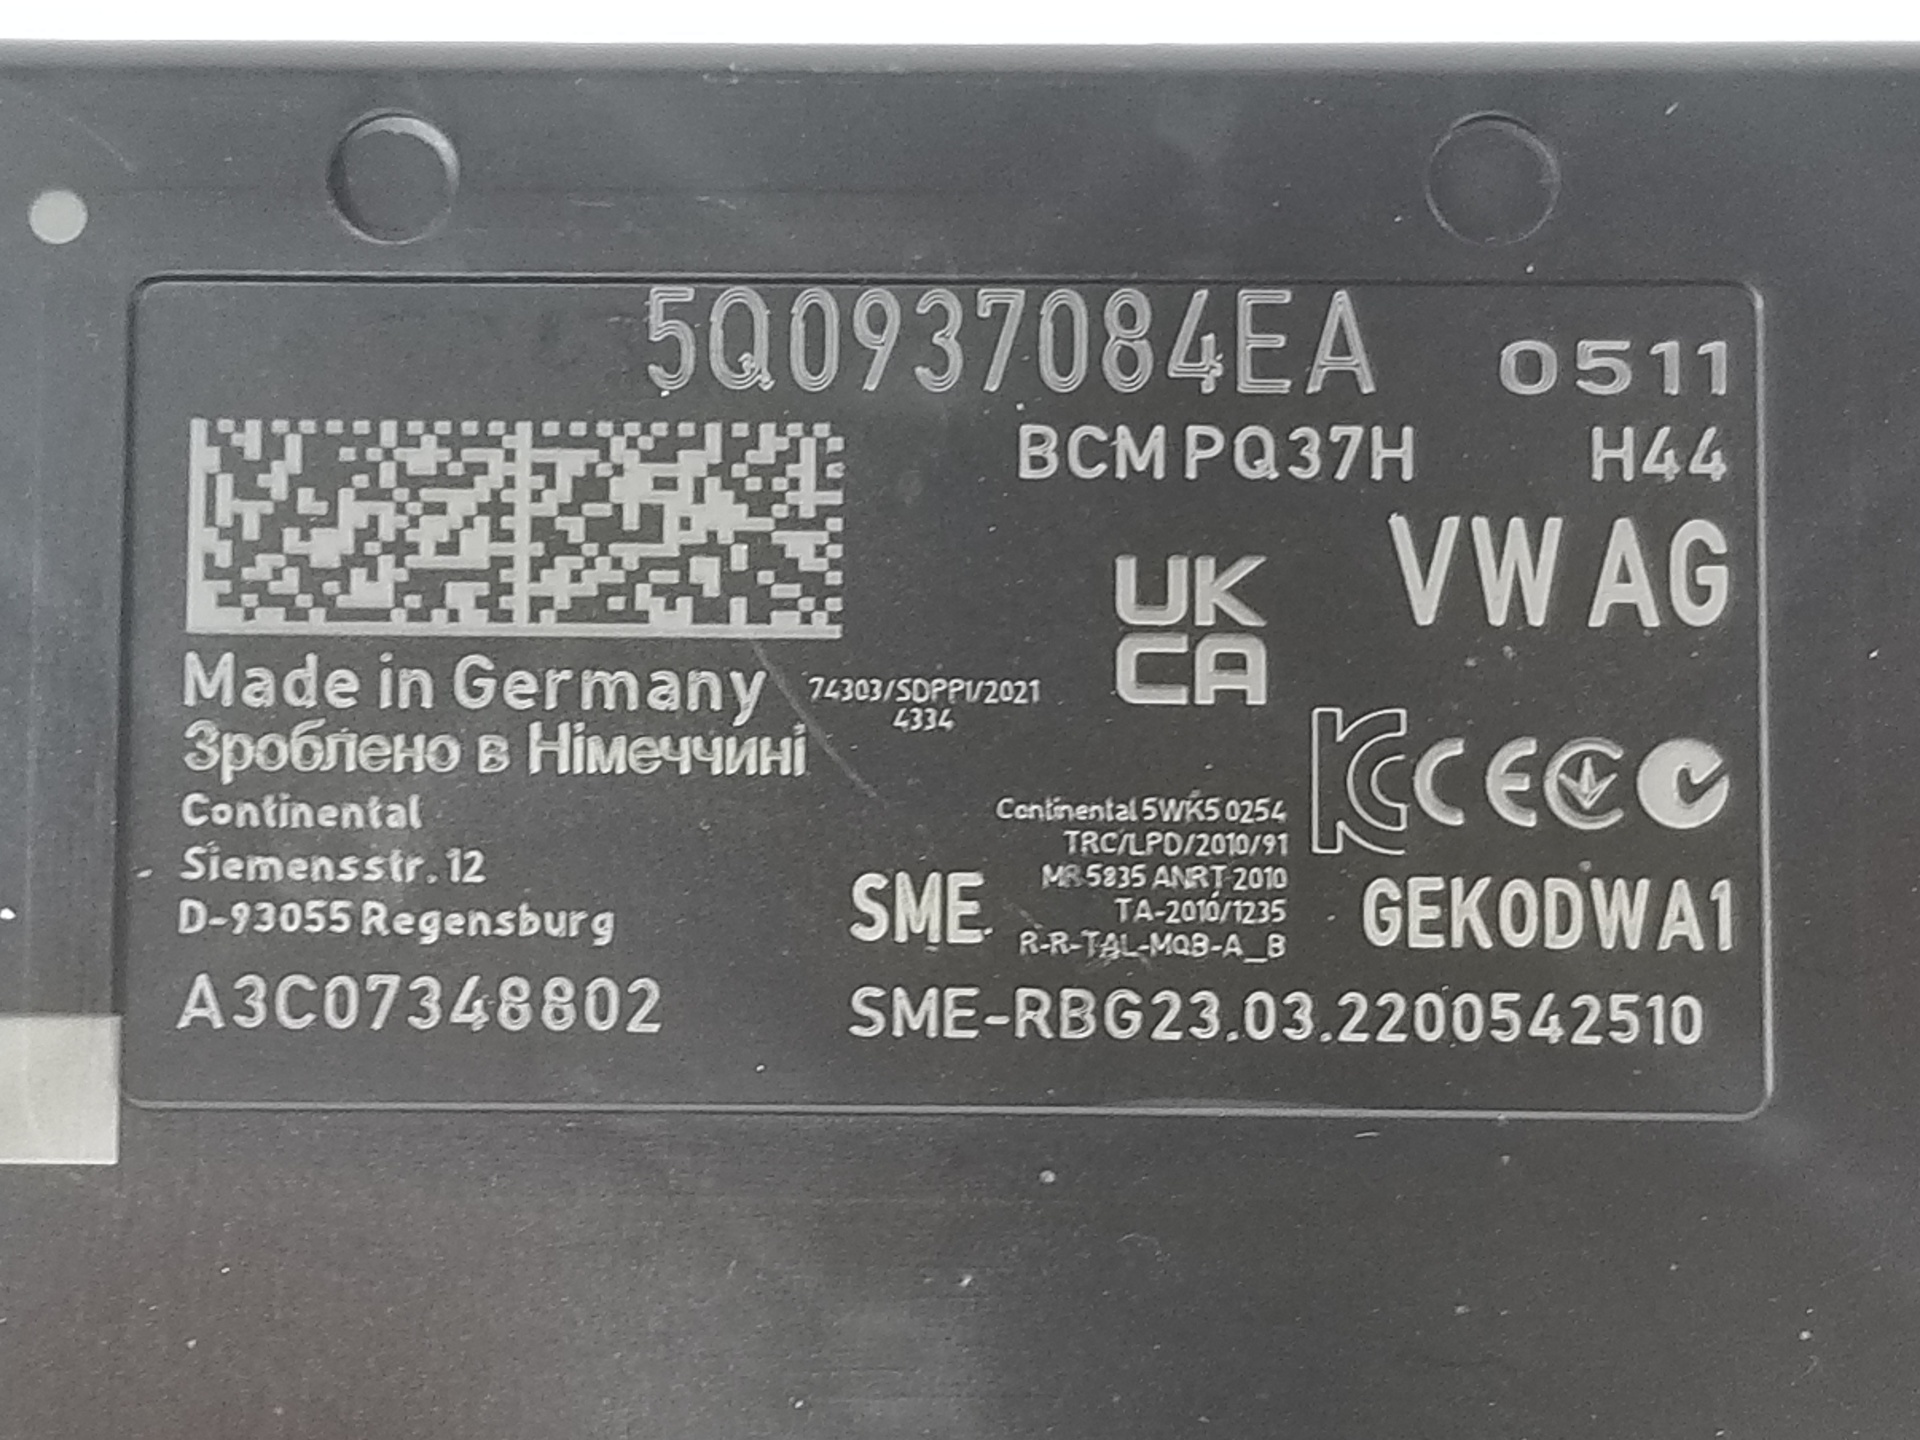 5Q0937084EA 0511
BCM PQ37H H44
VW AG
UK
CA
Made in Germany
Зроблено в Німеччині
74303/SDPPI/2021
4334
Continental
Siemensstr. 12
D-93055 Regensburg
A3C07348802
CE
Continental 5WK5 0254
TRC/LPD/2010/91
MR 5835 ANRT 2010
TA-2010/1235
R-R-TAL-MQB-A_B
SME
GEK0DWA1
SME-RBG23.03.2200542510